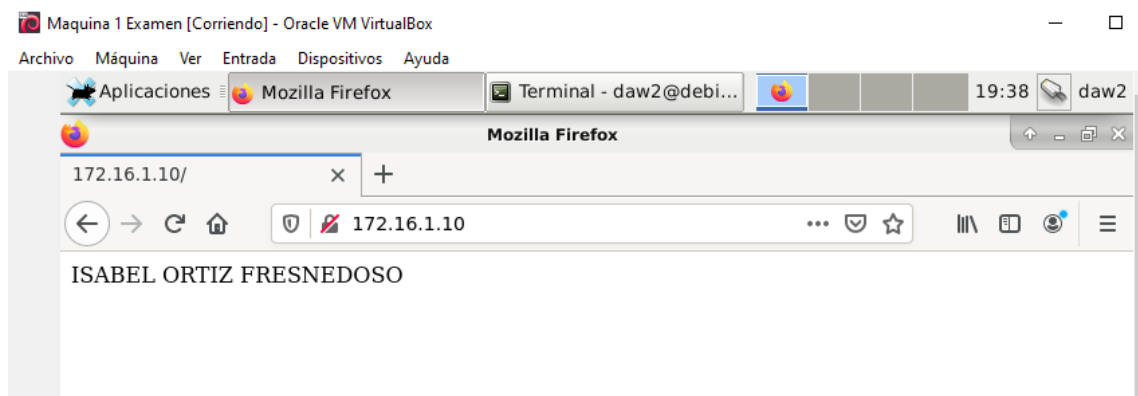 Maquina 1 Examen [Corriendo] - Oracle VM VirtualBox
Archivo Máquina Ver Entrada Dispositivos Ayuda
Aplicaciones Mozilla Firefox Terminal - daw2@debi... 19:38 daw2
Mozilla Firefox
172.16.1.10/
172.16.1.10
ISABEL ORTIZ FRESNEDOSO